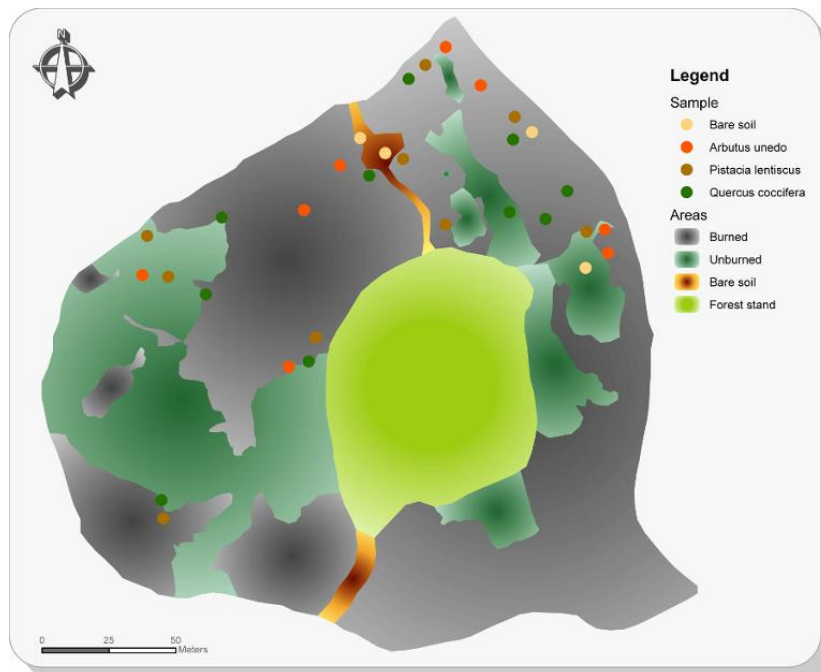 N
Legend
Sample
Bare soil
Arbutus unedo
Pistacia lentiscus
Quercus coccifera
Areas
Burned
Unburned
Bare soil
Forest stand
0 25 50
Meters